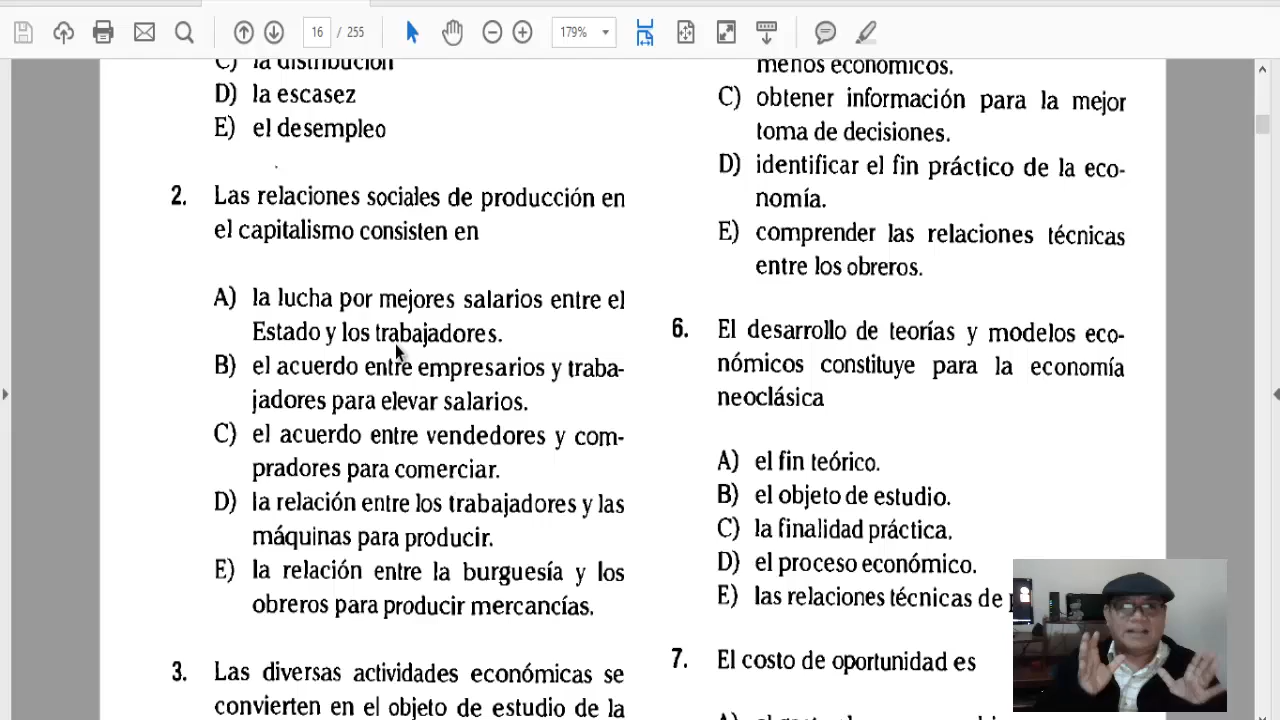 16 / 255
179%
C) la distribución
D) la escasez
E) el desempleo
2. Las relaciones sociales de producción en
el capitalismo consisten en
A) la lucha por mejores salarios entre el
Estado y los trabajadores.
B) el acuerdo entre empresarios y traba-
jadores para elevar salarios.
C) el acuerdo entre vendedores y com-
pradores para comerciar.
D) la relación entre los trabajadores y las
máquinas para producir.
E) la relación entre la burguesía y los
obreros para producir mercancías.
3. Las diversas actividades económicas se
convierten en el objeto de estudio de la
menos económicos.
C) obtener información para la mejor
toma de decisiones.
D) identificar el fin práctico de la eco-
nomía.
E) comprender las relaciones técnicas
entre los obreros.
6. El desarrollo de teorías y modelos eco-
nómicos constituye para la economía
neoclásica
A) el fin teórico.
B) el objeto de estudio.
C) la finalidad práctica.
D) el proceso económico.
E) las relaciones técnicas de
7. El costo de oportunidad es